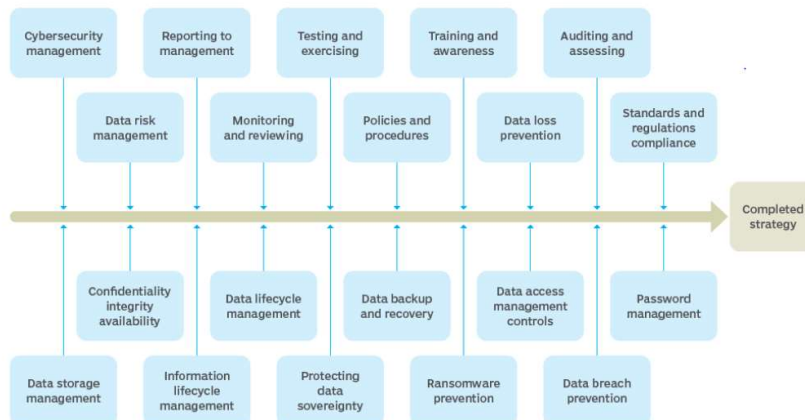 Cybersecurity
management
Reporting to
management
Testing and
exercising
Training and
awareness
Auditing and
assessing
Data risk
management
Monitoring
and reviewing
Policies and
procedures
Data loss
prevention
Standards and
regulations
compliance
Completed
strategy
Confidentiality
integrity
availability
Data lifecycle
management
Data backup
and recovery
Data access
management
controls
Password
management
Data storage
management
Information
lifecycle
management
Protecting
data
sovereignty
Ransomware
prevention
Data breach
prevention